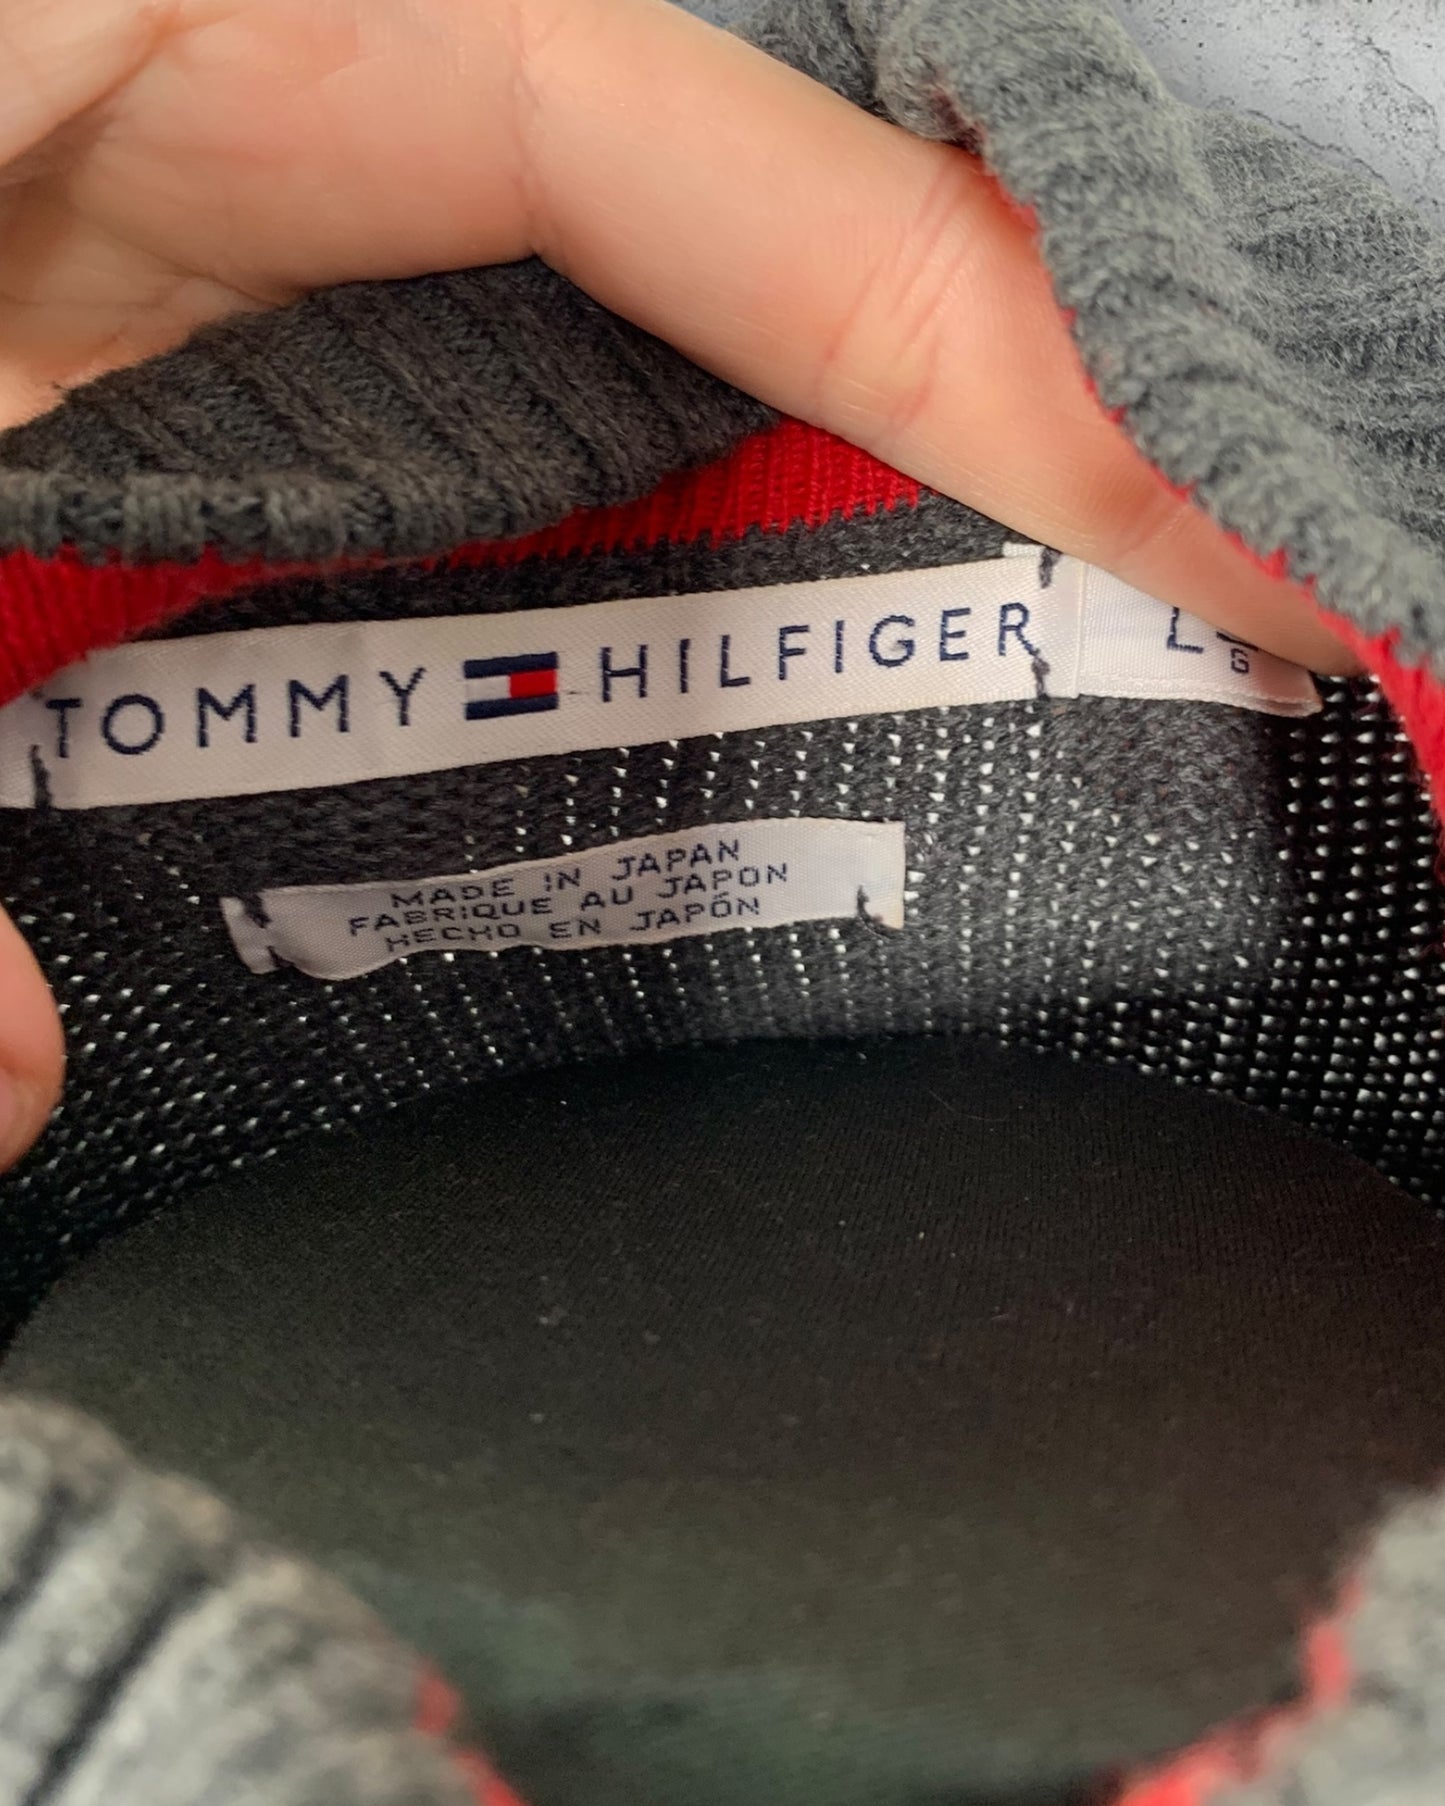 TOMMY HILFIGER
L
G
MADE IN JAPAN
FABRIQUE AU JAPON
HECHO EN JAPÓN